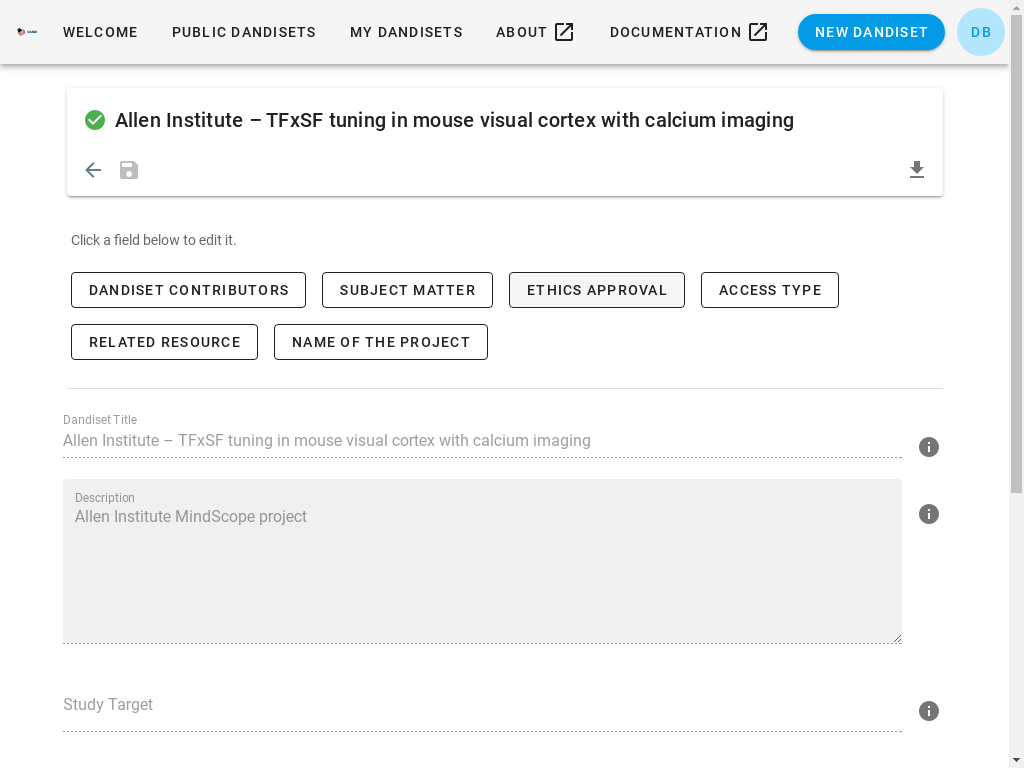 WELCOME PUBLIC DANDISETS MY DANDISETS ABOUT DOCUMENTATION NEW DANDISET DB
Allen Institute – TFxSF tuning in mouse visual cortex with calcium imaging
Click a field below to edit it.
DANDISET CONTRIBUTORS SUBJECT MATTER ETHICS APPROVAL ACCESS TYPE
RELATED RESOURCE NAME OF THE PROJECT
Dandiset Title
Allen Institute – TFxSF tuning in mouse visual cortex with calcium imaging
Description
Allen Institute MindScope project
Study Target